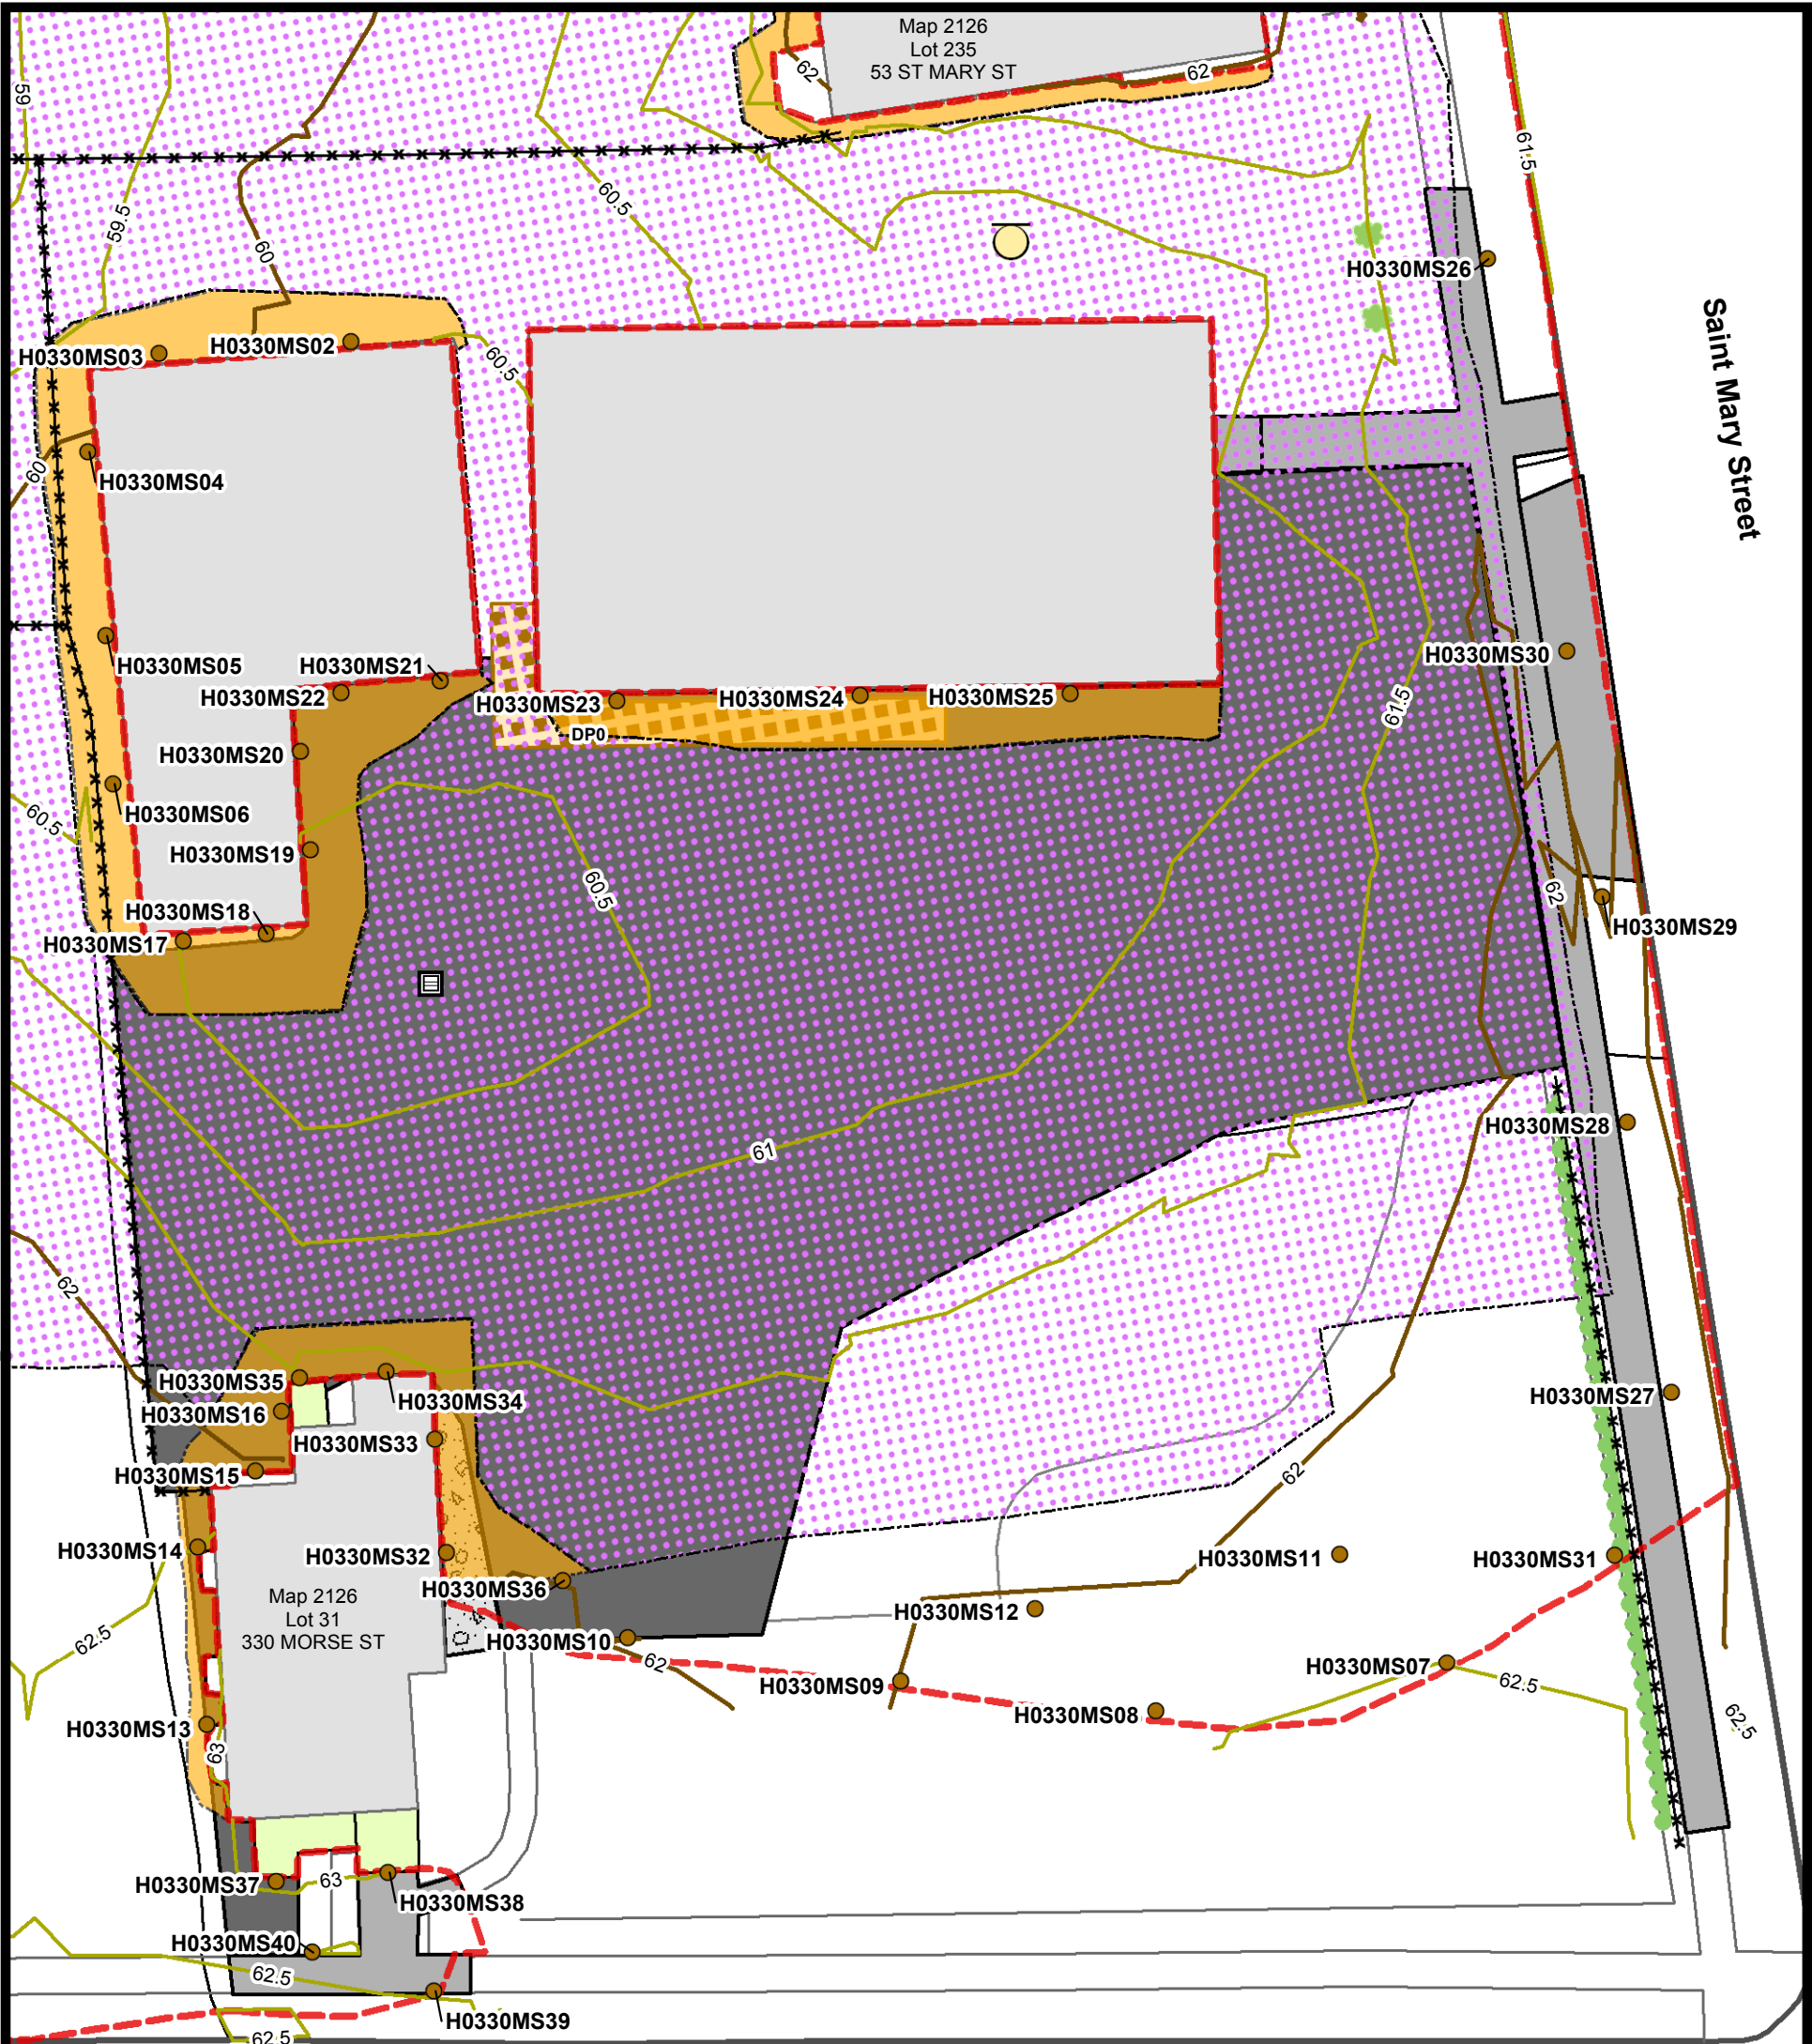 Map 2126
Lot 235
53 ST MARY ST
62
62
59
61.5
59.5
60.5
60
H0330MS26
Saint Mary Street
H0330MS03
H0330MS02
60.5
60
H0330MS04
H0330MS05
H0330MS21
H0330MS30
H0330MS22
H0330MS23
H0330MS24
H0330MS25
61.5
DP0
H0330MS20
60.5
H0330MS06
H0330MS19
60.5
62
H0330MS18
H0330MS17
H0330MS29
H0330MS28
61
62
H0330MS35
H0330MS34
H0330MS27
H0330MS16
H0330MS33
H0330MS15
62
H0330MS14
H0330MS32
H0330MS11
H0330MS31
H0330MS36
Map 2126
Lot 31
330 MORSE ST
H0330MS12
62.5
H0330MS10
62
H0330MS09
H0330MS07
62.5
H0330MS08
62.5
H0330MS13
63
H0330MS37
63
H0330MS38
H0330MS40
62.5
H0330MS39
62.5